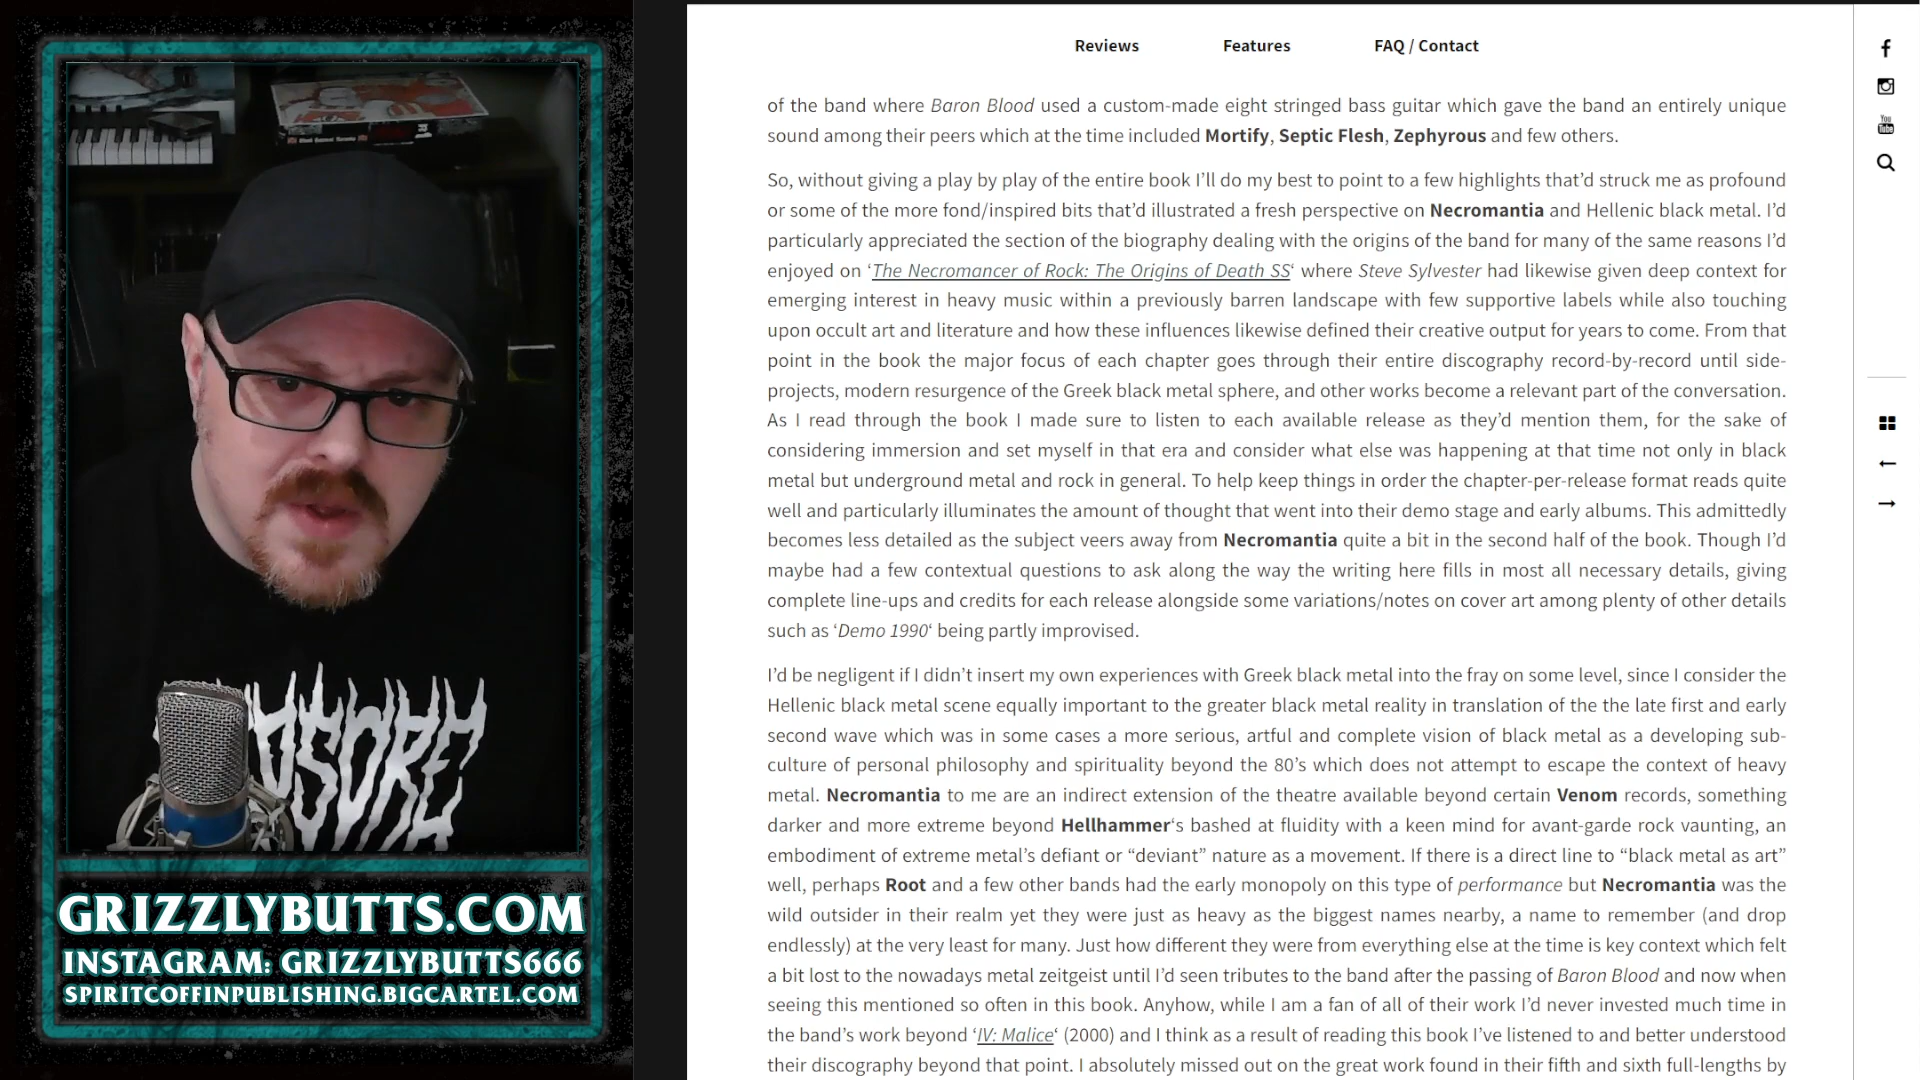 GRIZZLYBUTTS.COM
INSTAGRAM: GRIZZLYBUTTS666
SPIRITCOFFINPUBLISHING.BIGCARTEL.COM
Reviews Features FAQ / Contact
of the band where Baron Blood used a custom-made eight stringed bass guitar which gave the band an entirely unique
sound among their peers which at the time included Mortify, Septic Flesh, Zephyrous and few others.
So, without giving a play by play of the entire book I’ll do my best to point to a few highlights that’d struck me as profound
or some of the more fond/inspired bits that’d illustrated a fresh perspective on Necromantia and Hellenic black metal. I’d
particularly appreciated the section of the biography dealing with the origins of the band for many of the same reasons I’d
enjoyed on ‘The Necromancer of Rock: The Origins of Death SS‘ where Steve Sylvester had likewise given deep context for
emerging interest in heavy music within a previously barren landscape with few supportive labels while also touching
upon occult art and literature and how these influences likewise defined their creative output for years to come. From that
point in the book the major focus of each chapter goes through their entire discography record-by-record until side-
projects, modern resurgence of the Greek black metal sphere, and other works become a relevant part of the conversation.
As I read through the book I made sure to listen to each available release as they’d mention them, for the sake of
considering immersion and set myself in that era and consider what else was happening at that time not only in black
metal but underground metal and rock in general. To help keep things in order the chapter-per-release format reads quite
well and particularly illuminates the amount of thought that went into their demo stage and early albums. This admittedly
becomes less detailed as the subject veers away from Necromantia quite a bit in the second half of the book. Though I’d
maybe had a few contextual questions to ask along the way the writing here fills in most all necessary details, giving
complete line-ups and credits for each release alongside some variations/notes on cover art among plenty of other details
such as ‘Demo 1990‘ being partly improvised.
I’d be negligent if I didn’t insert my own experiences with Greek black metal into the fray on some level, since I consider the
Hellenic black metal scene equally important to the greater black metal reality in translation of the the late first and early
second wave which was in some cases a more serious, artful and complete vision of black metal as a developing sub-
culture of personal philosophy and spirituality beyond the 80’s which does not attempt to escape the context of heavy
metal. Necromantia to me are an indirect extension of the theatre available beyond certain Venom records, something
darker and more extreme beyond Hellhammer‘s bashed at fluidity with a keen mind for avant-garde rock vaunting, an
embodiment of extreme metal’s defiant or “deviant” nature as a movement. If there is a direct line to “black metal as art”
well, perhaps Root and a few other bands had the early monopoly on this type of performance but Necromantia was the
wild outsider in their realm yet they were just as heavy as the biggest names nearby, a name to remember (and drop
endlessly) at the very least for many. Just how different they were from everything else at the time is key context which felt
a bit lost to the nowadays metal zeitgeist until I’d seen tributes to the band after the passing of Baron Blood and now when
seeing this mentioned so often in this book. Anyhow, while I am a fan of all of their work I’d never invested much time in
the band’s work beyond ‘IV: Malice‘ (2000) and I think as a result of reading this book I’ve listened to and better understood
their discography beyond that point. I absolutely missed out on the great work found in their fifth and sixth full-lengths by
You
Tube